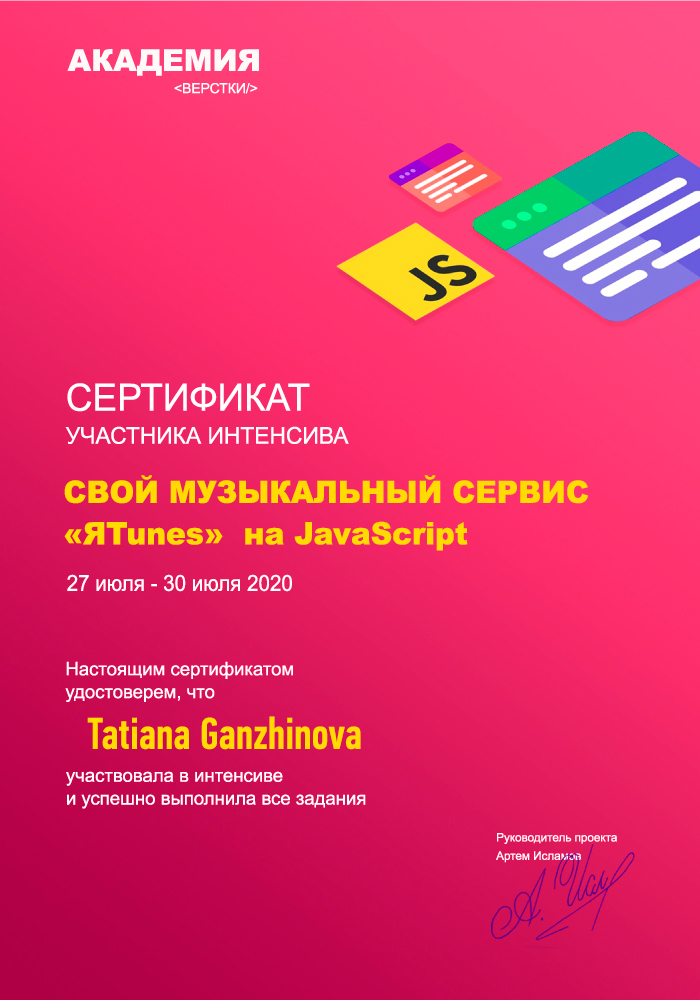 АКАДЕМИЯ
<ВЕРСТКИ/>
JS
СЕРТИФИКАТ
УЧАСТНИКА ИНТЕНСИВА
СВОЙ МУЗЫКАЛЬНЫЙ СЕРВИС
«ЯTunes» на JavaScript
27 июля - 30 июля 2020
Настоящим сертификатом
удостоверем, что
Tatiana Ganzhinova
участвовала в интенсиве
и успешно выполнила все задания
Руководитель проекта
Артем Исламов